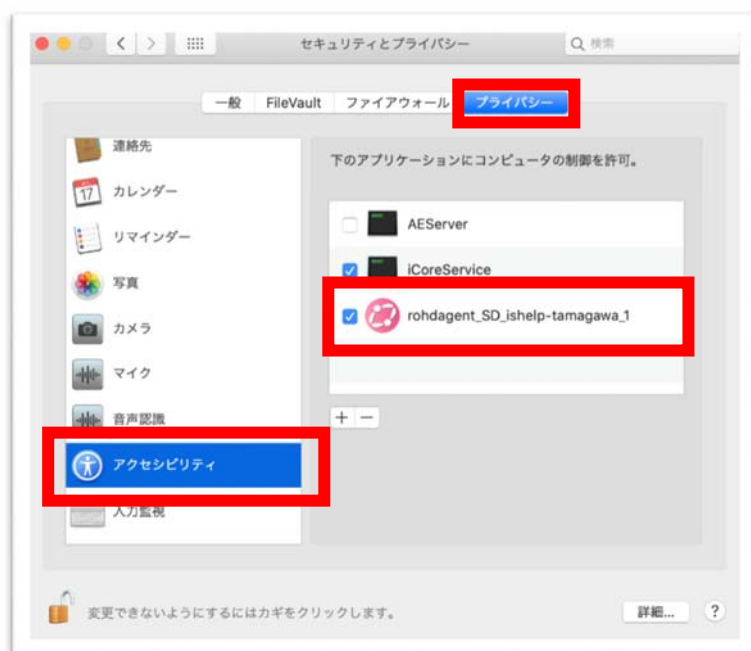 セキュリティとプライバシー
検索
一般
FileVault
ファイアウォール
プライバシー
連絡先
17
カレンダー
リマインダー
写真
カメラ
マイク
音声認識
アクセシビリティ
入力監視
下のアプリケーションにコンピュータの制御を許可。
AEServer
iCoreService
rohdagent_SD_ishelp-tamagawa_1
+ −
変更できないようにするにはカギをクリックします。
詳細...
?